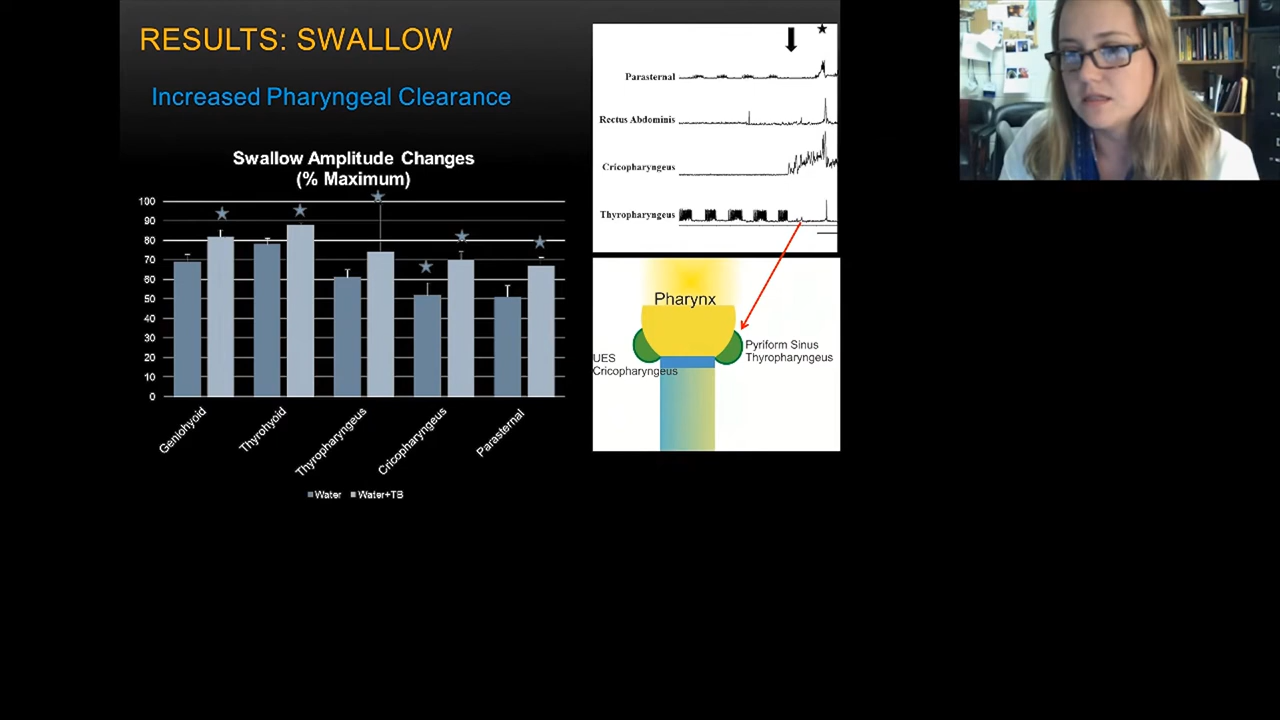 RESULTS: SWALLOW
Increased Pharyngeal Clearance
Swallow Amplitude Changes
(% Maximum)
100
90
80
70
60
50
40
30
20
10
0
Geniohyoid
Thyrohyoid
Thyropharyngeus
Cricopharyngeus
Parasternal
Water Water+TB
Parasternal
Rectus Abdominis
Cricopharyngeus
Thyropharyngeus
Pharynx
Pyriform Sinus
Thyropharyngeus
UES
Cricopharyngeus